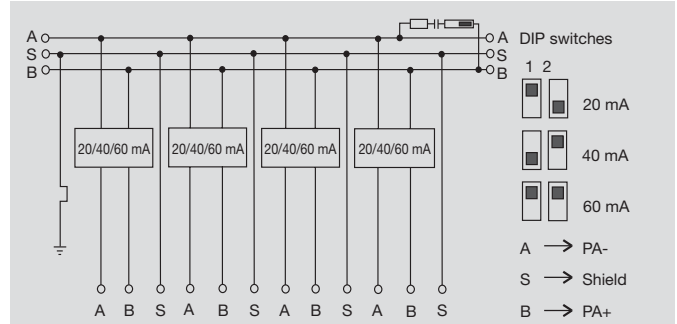 A A DIP switches
S S
B B
1 2
20 mA
20/40/60 mA 20/40/60 mA 20/40/60 mA 20/40/60 mA
40 mA
60 mA
A → PA-
S → Shield
A B S A B S A B S A B S
B → PA+